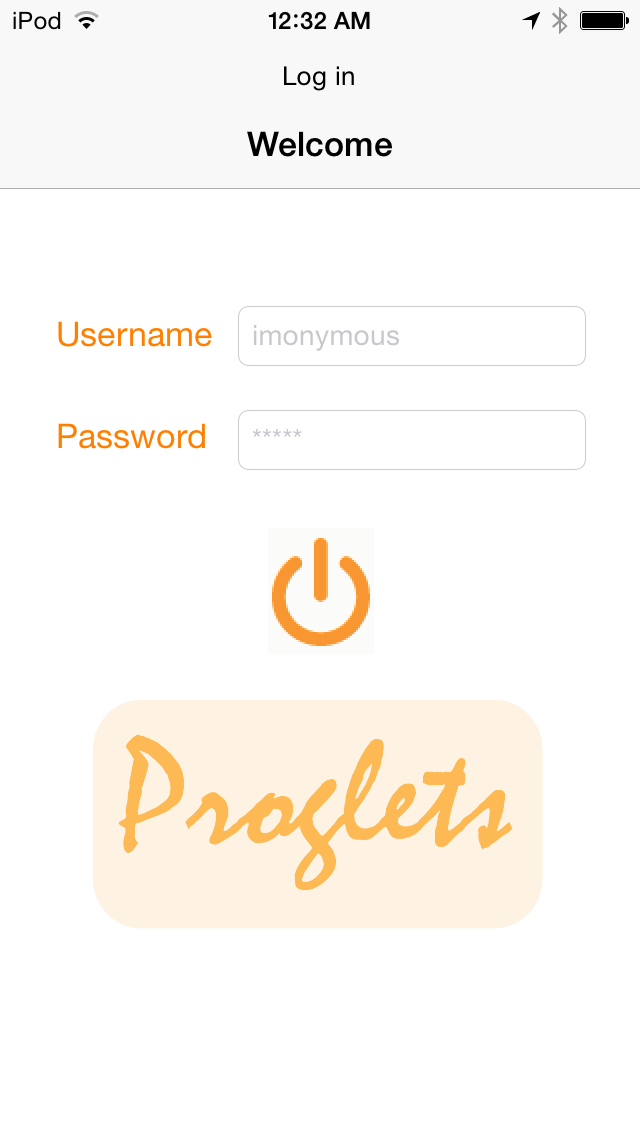 iPod 12:32 AM
Log in
Welcome
Username imonymous
Password *****
Proglets